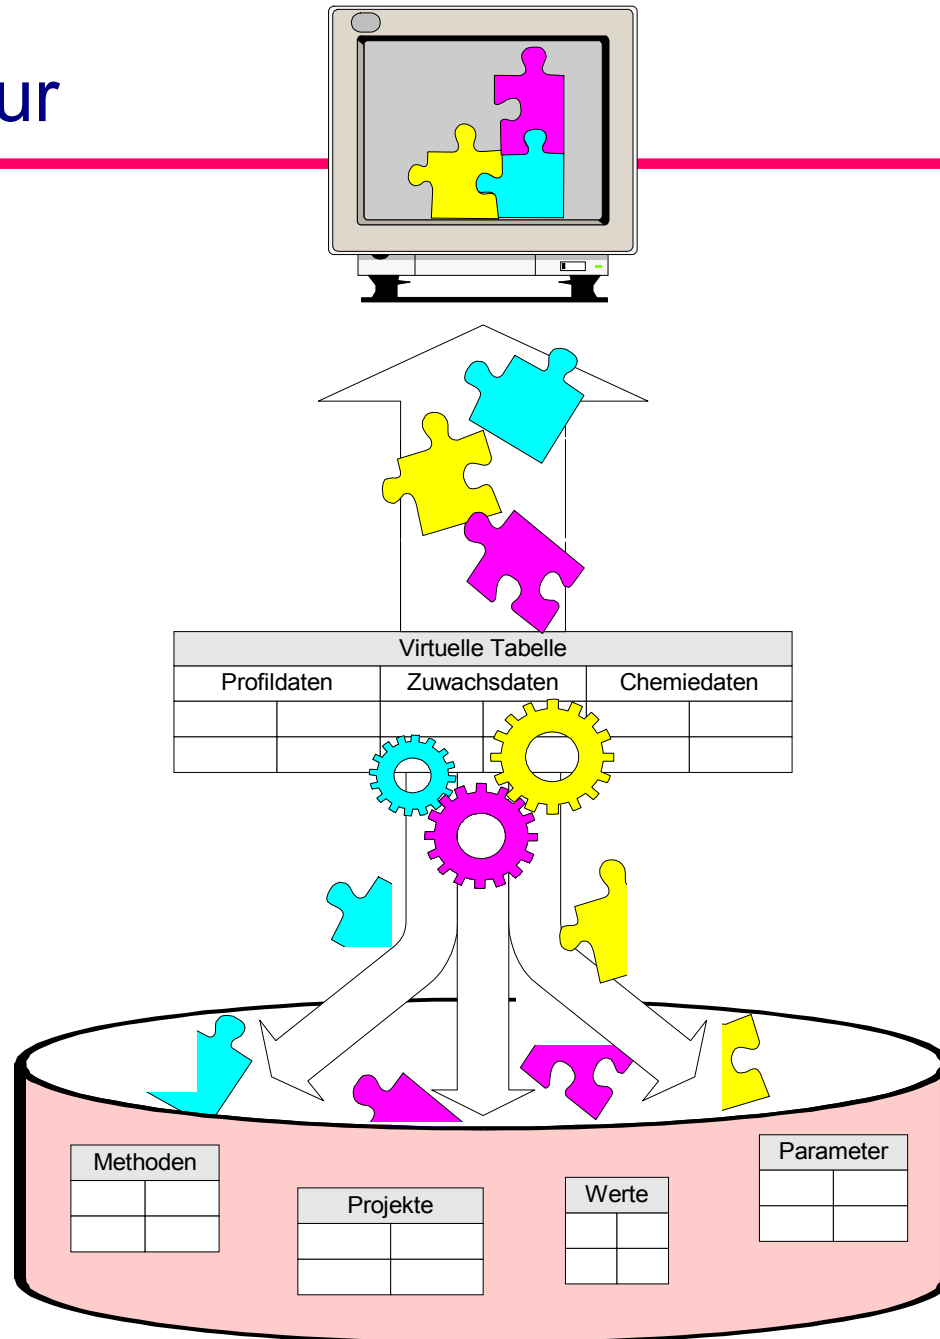 ur
Virtuelle Tabelle
Profildaten Zuwachsdaten Chemiedaten
Methoden
Projekte
Werte
Parameter